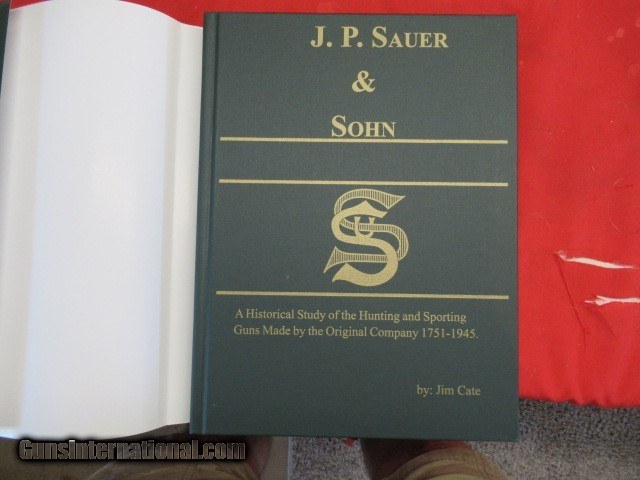 J. P. SAUER
&
SOHN
SUS
A Historical Study of the Hunting and Sporting
Guns Made by the Original Company 1751-1945.
by: Jim Cate
Gunsinternational.com